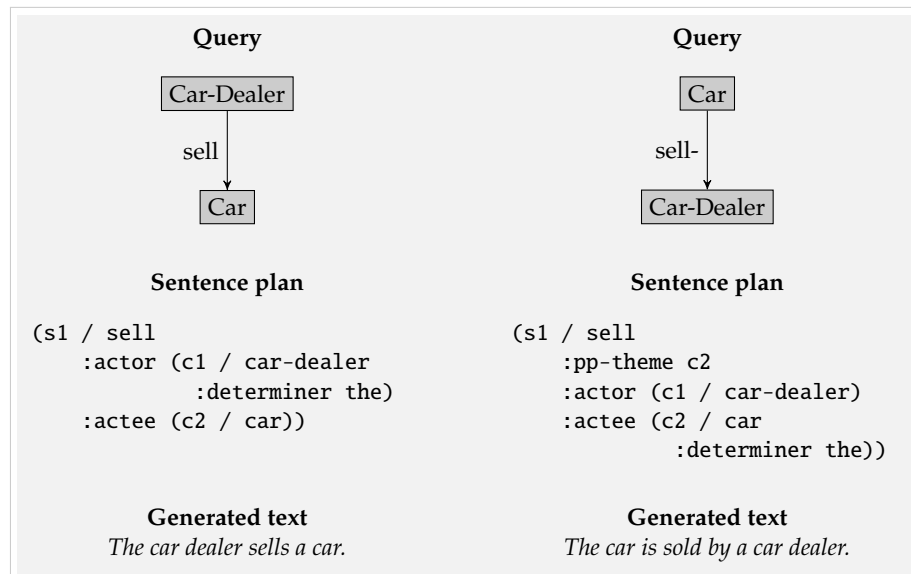 Query
Car-Dealer
sell
Car
Sentence plan
(s1 / sell
    :actor (c1 / car-dealer
            :determiner the)
    :actee (c2 / car))
Generated text
The car dealer sells a car.
Query
Car
sell-
Car-Dealer
Sentence plan
(s1 / sell
    :pp-theme c2
    :actor (c1 / car-dealer)
    :actee (c2 / car
            :determiner the))
Generated text
The car is sold by a car dealer.